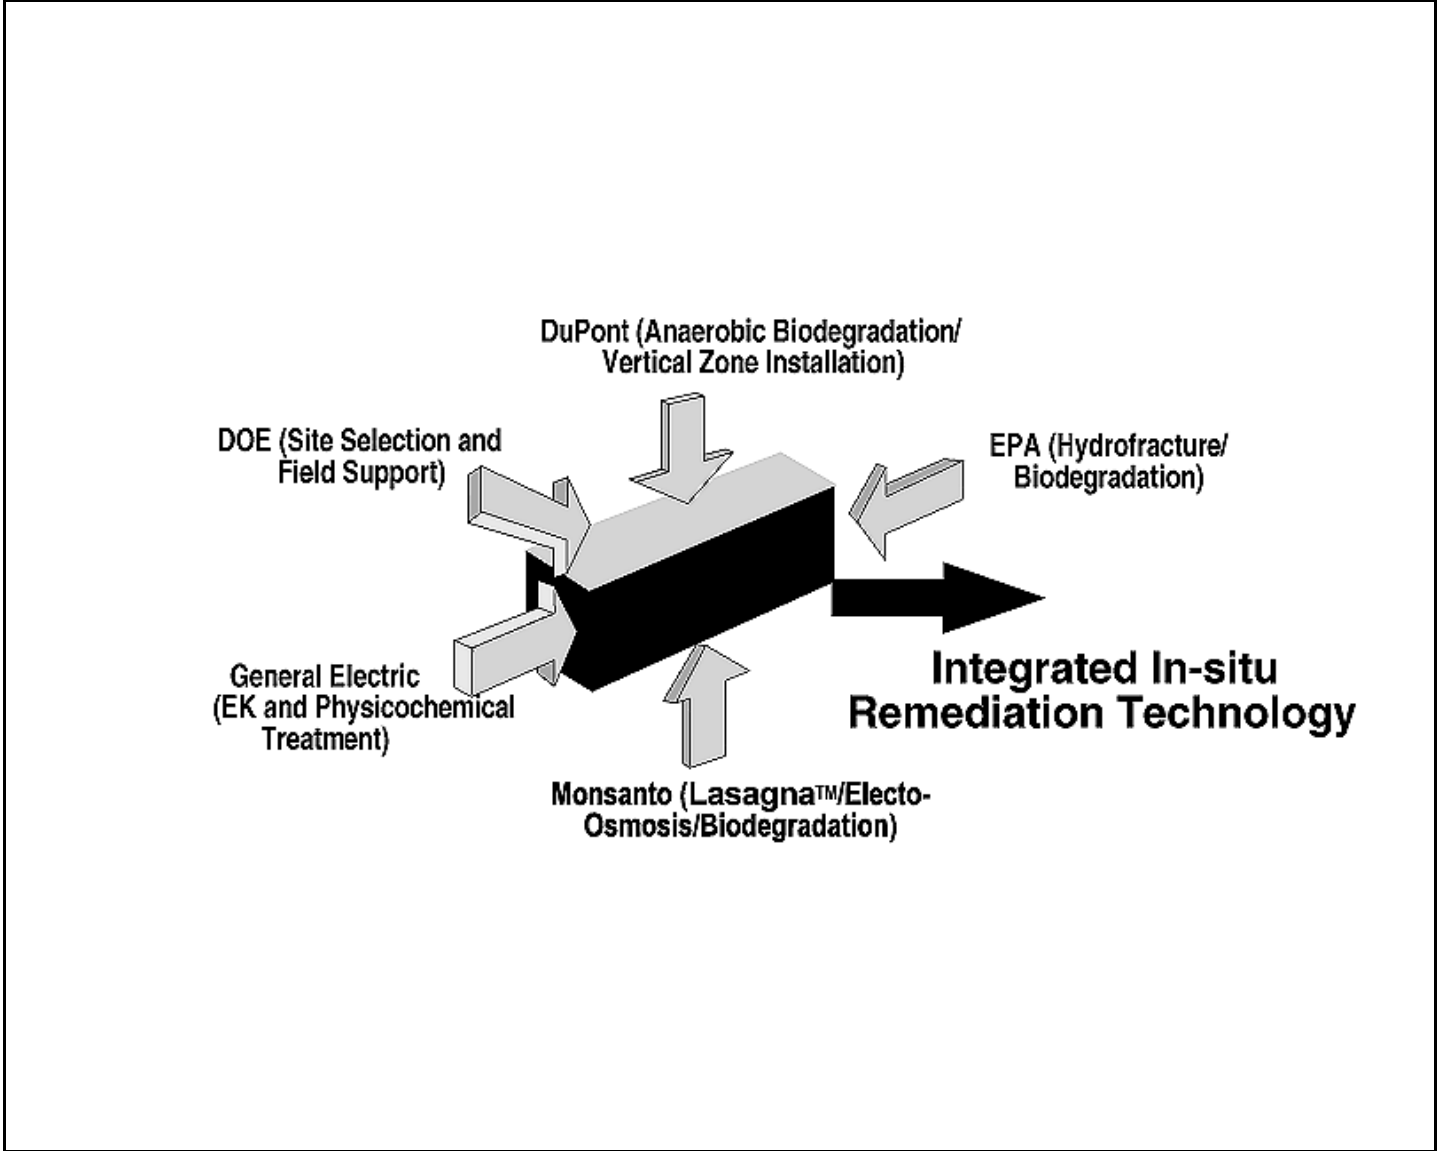 DuPont (Anaerobic Biodegradation/
Vertical Zone Installation)
DOE (Site Selection and
Field Support)
EPA (Hydrofracture/
Biodegradation)
General Electric
(EK and Physicochemical
Treatment)
Integrated In-situ
Remediation Technology
Monsanto (Lasagna™/Electo-
Osmosis/Biodegradation)